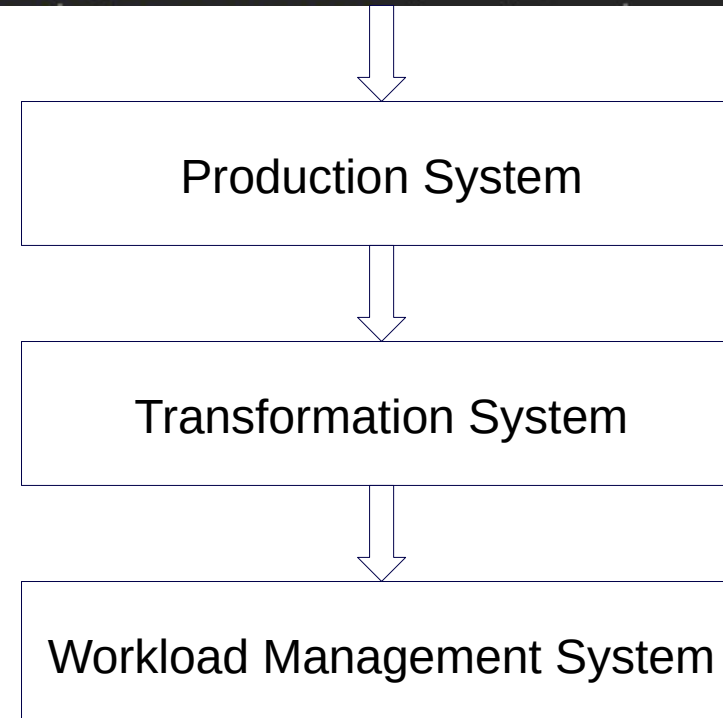 Production System
Transformation System
Workload Management System